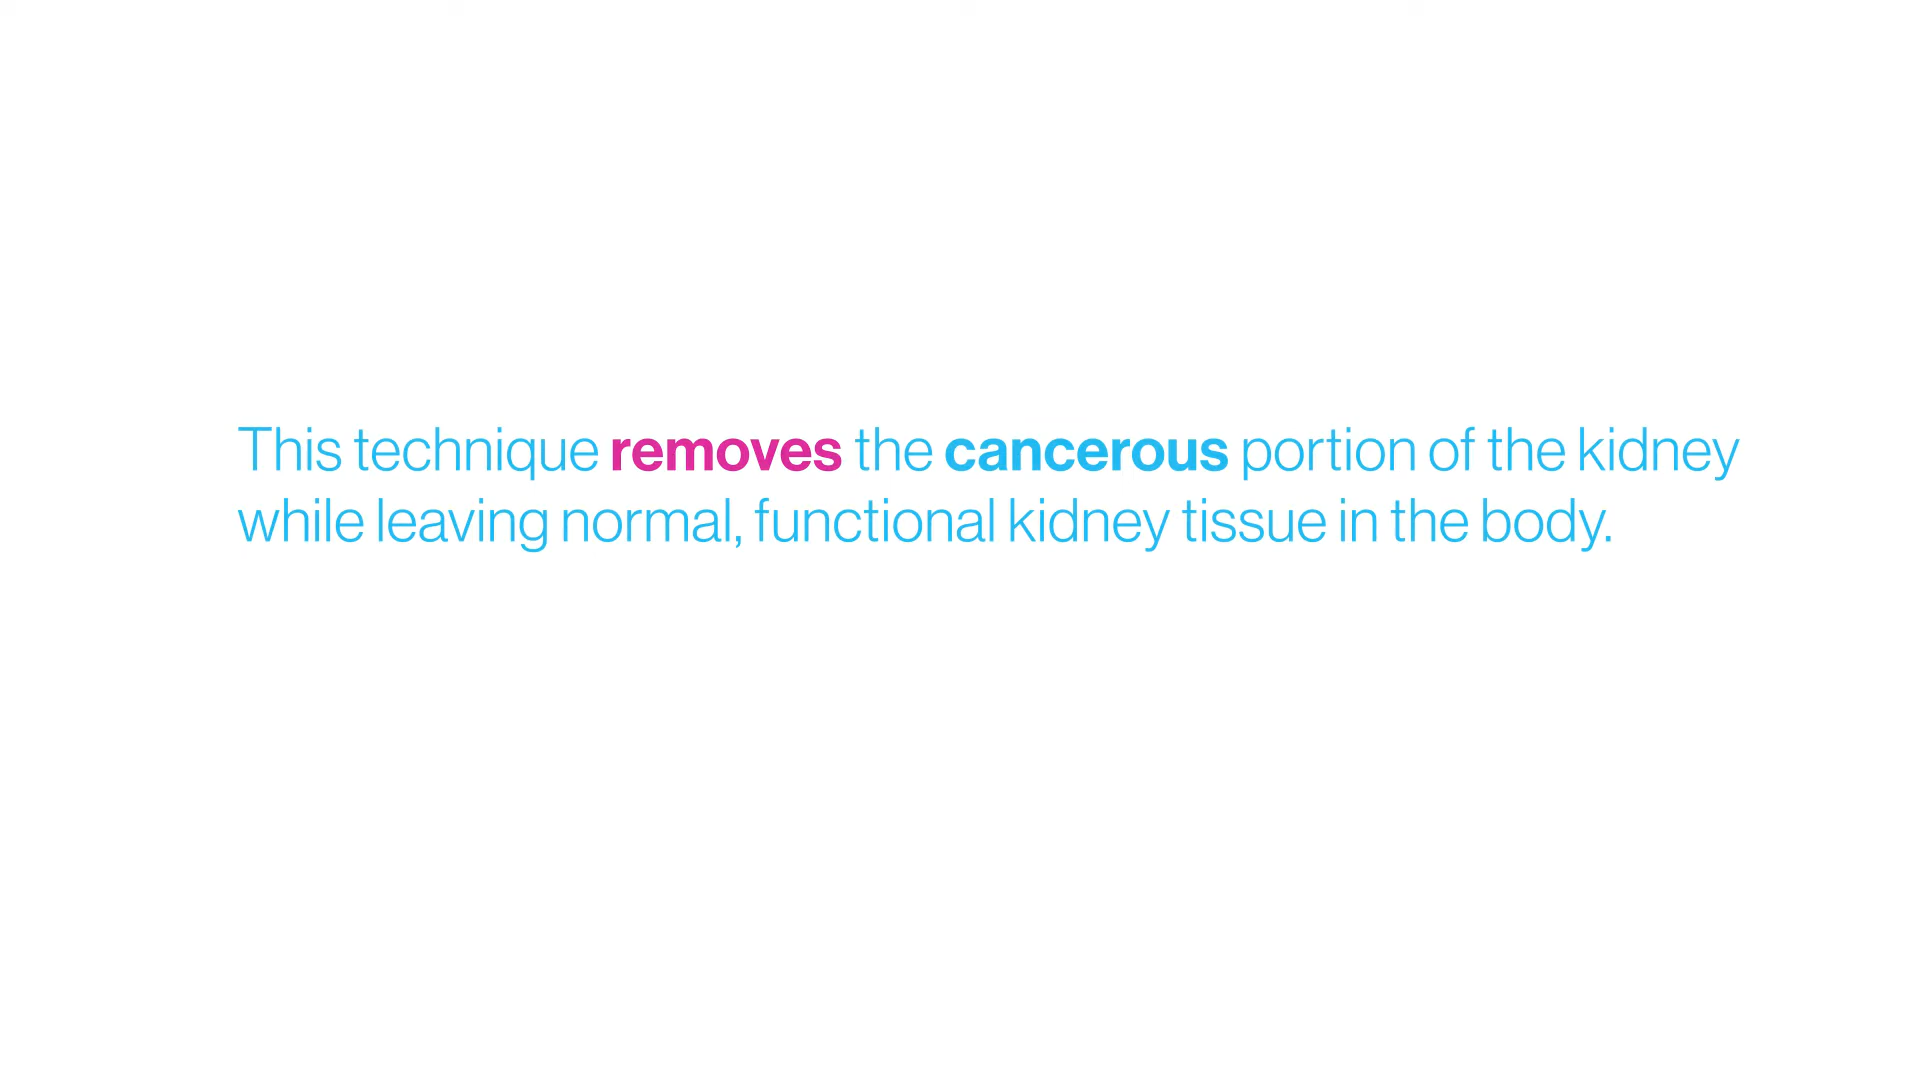 This technique removes the cancerous portion of the kidney
while leaving normal, functional kidney tissue in the body.